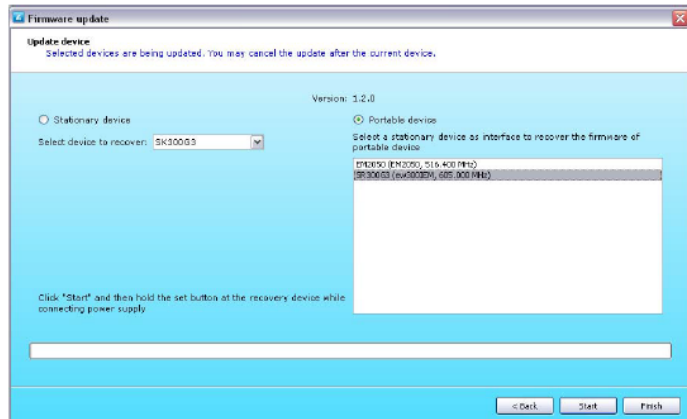 Firmware update
Update device
Selected devices are being updated. You may cancel the update after the current device.
Version: 1.2.0
Stationary device
Portable device
Select device to recover: SK300G3
Select a stationary device as interface to recover the firmware of
portable device
EM2050 (EM2050, 516.400 MHz)
SR300G3 (ew300IEM, 605.000 MHz)
Click "Start" and then hold the set button at the recovery device while
connecting power supply
< Back
Start
Finish